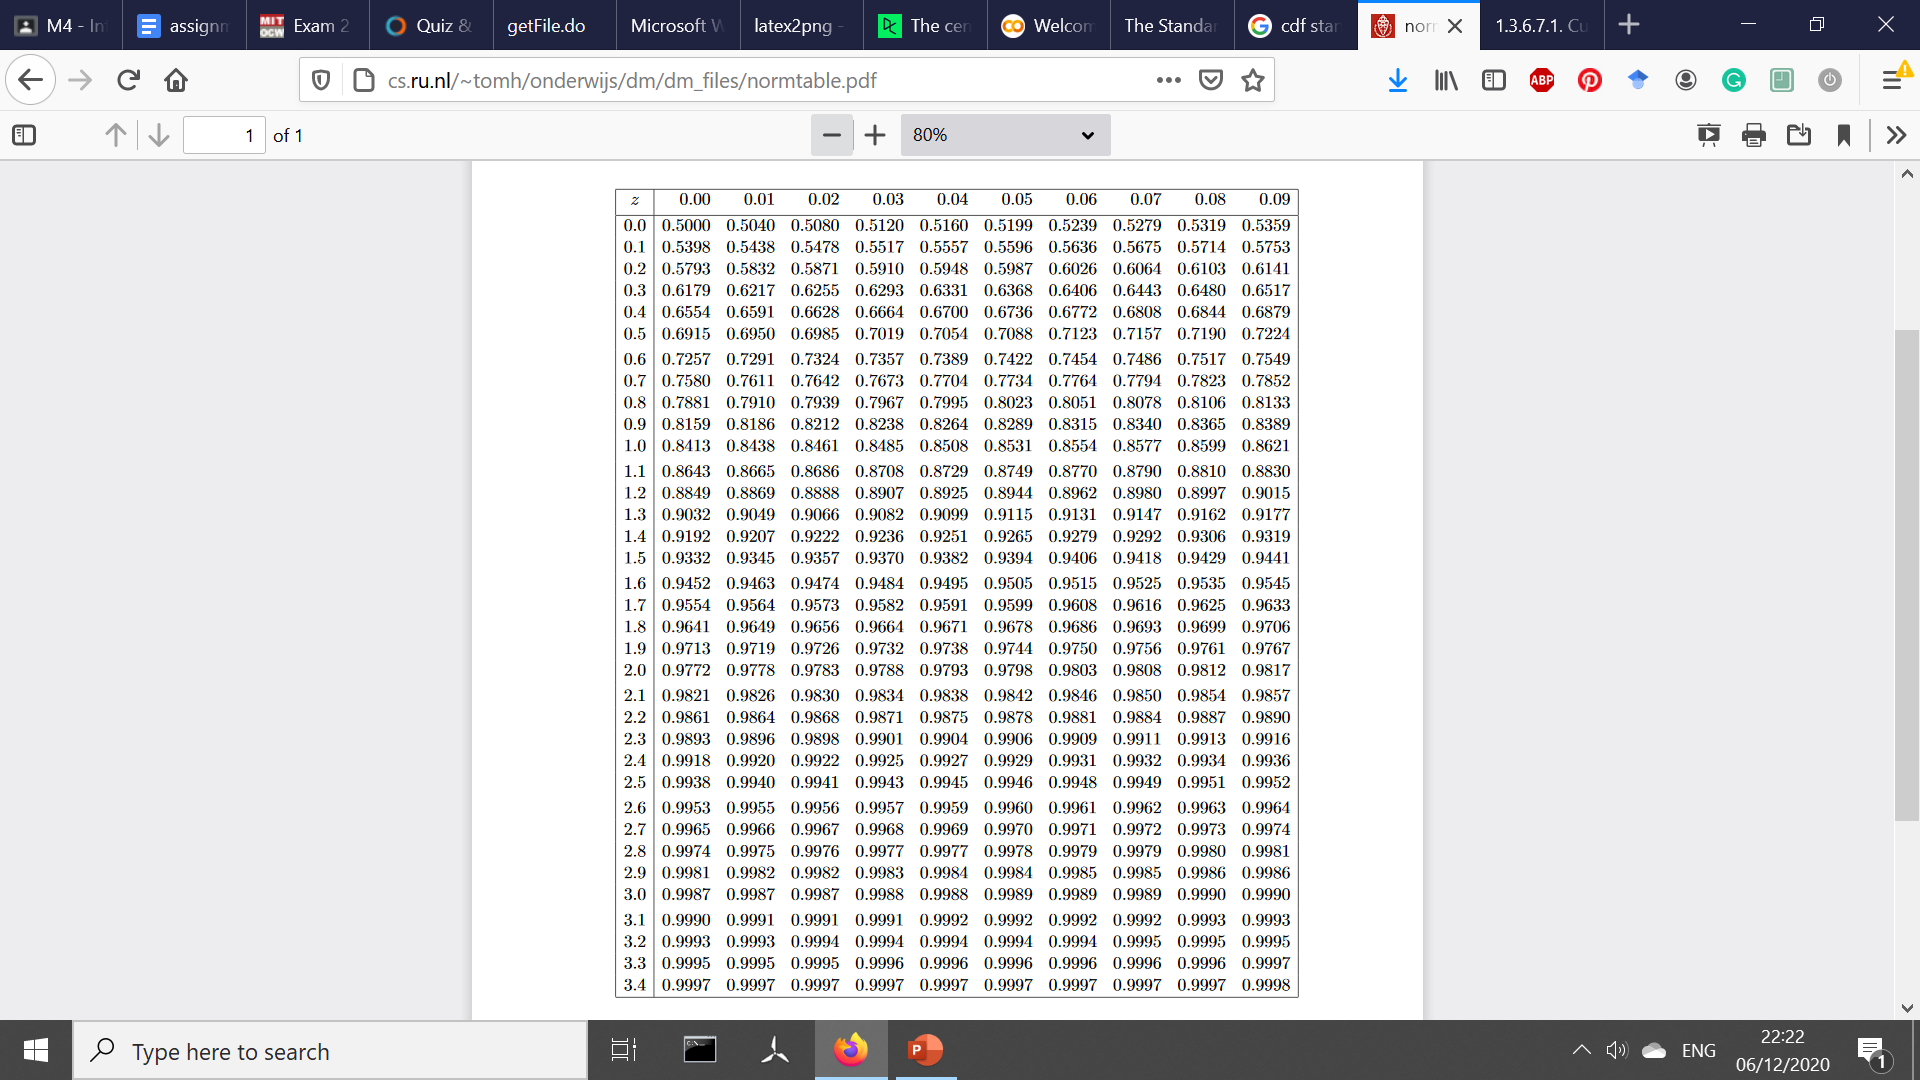 M4 - In
assignm
MIT OCW Exam 2
Quiz &
getFile.do
Microsoft W
latex2png -
The cen
Welcom
The Standar
cdf stan
norm
1.3.6.7.1. Cu
cs.ru.nl/~tomh/onderwijs/dm/dm_files/normtable.pdf
ABP
1 of 1
80%
z 0.00 0.01 0.02 0.03 0.04 0.05 0.06 0.07 0.08 0.09
0.0 0.5000 0.5040 0.5080 0.5120 0.5160 0.5199 0.5239 0.5279 0.5319 0.5359
0.1 0.5398 0.5438 0.5478 0.5517 0.5557 0.5596 0.5636 0.5675 0.5714 0.5753
0.2 0.5793 0.5832 0.5871 0.5910 0.5948 0.5987 0.6026 0.6064 0.6103 0.6141
0.3 0.6179 0.6217 0.6255 0.6293 0.6331 0.6368 0.6406 0.6443 0.6480 0.6517
0.4 0.6554 0.6591 0.6628 0.6664 0.6700 0.6736 0.6772 0.6808 0.6844 0.6879
0.5 0.6915 0.6950 0.6985 0.7019 0.7054 0.7088 0.7123 0.7157 0.7190 0.7224
0.6 0.7257 0.7291 0.7324 0.7357 0.7389 0.7422 0.7454 0.7486 0.7517 0.7549
0.7 0.7580 0.7611 0.7642 0.7673 0.7704 0.7734 0.7764 0.7794 0.7823 0.7852
0.8 0.7881 0.7910 0.7939 0.7967 0.7995 0.8023 0.8051 0.8078 0.8106 0.8133
0.9 0.8159 0.8186 0.8212 0.8238 0.8264 0.8289 0.8315 0.8340 0.8365 0.8389
1.0 0.8413 0.8438 0.8461 0.8485 0.8508 0.8531 0.8554 0.8577 0.8599 0.8621
1.1 0.8643 0.8665 0.8686 0.8708 0.8729 0.8749 0.8770 0.8790 0.8810 0.8830
1.2 0.8849 0.8869 0.8888 0.8907 0.8925 0.8944 0.8962 0.8980 0.8997 0.9015
1.3 0.9032 0.9049 0.9066 0.9082 0.9099 0.9115 0.9131 0.9147 0.9162 0.9177
1.4 0.9192 0.9207 0.9222 0.9236 0.9251 0.9265 0.9279 0.9292 0.9306 0.9319
1.5 0.9332 0.9345 0.9357 0.9370 0.9382 0.9394 0.9406 0.9418 0.9429 0.9441
1.6 0.9452 0.9463 0.9474 0.9484 0.9495 0.9505 0.9515 0.9525 0.9535 0.9545
1.7 0.9554 0.9564 0.9573 0.9582 0.9591 0.9599 0.9608 0.9616 0.9625 0.9633
1.8 0.9641 0.9649 0.9656 0.9664 0.9671 0.9678 0.9686 0.9693 0.9699 0.9706
1.9 0.9713 0.9719 0.9726 0.9732 0.9738 0.9744 0.9750 0.9756 0.9761 0.9767
2.0 0.9772 0.9778 0.9783 0.9788 0.9793 0.9798 0.9803 0.9808 0.9812 0.9817
2.1 0.9821 0.9826 0.9830 0.9834 0.9838 0.9842 0.9846 0.9850 0.9854 0.9857
2.2 0.9861 0.9864 0.9868 0.9871 0.9875 0.9878 0.9881 0.9884 0.9887 0.9890
2.3 0.9893 0.9896 0.9898 0.9901 0.9904 0.9906 0.9909 0.9911 0.9913 0.9916
2.4 0.9918 0.9920 0.9922 0.9925 0.9927 0.9929 0.9931 0.9932 0.9934 0.9936
2.5 0.9938 0.9940 0.9941 0.9943 0.9945 0.9946 0.9948 0.9949 0.9951 0.9952
2.6 0.9953 0.9955 0.9956 0.9957 0.9959 0.9960 0.9961 0.9962 0.9963 0.9964
2.7 0.9965 0.9966 0.9967 0.9968 0.9969 0.9970 0.9971 0.9972 0.9973 0.9974
2.8 0.9974 0.9975 0.9976 0.9977 0.9977 0.9978 0.9979 0.9979 0.9980 0.9981
2.9 0.9981 0.9982 0.9982 0.9983 0.9984 0.9984 0.9985 0.9985 0.9986 0.9986
3.0 0.9987 0.9987 0.9987 0.9988 0.9988 0.9989 0.9989 0.9989 0.9990 0.9990
3.1 0.9990 0.9991 0.9991 0.9991 0.9992 0.9992 0.9992 0.9992 0.9993 0.9993
3.2 0.9993 0.9993 0.9994 0.9994 0.9994 0.9994 0.9994 0.9995 0.9995 0.9995
3.3 0.9995 0.9995 0.9995 0.9996 0.9996 0.9996 0.9996 0.9996 0.9996 0.9997
3.4 0.9997 0.9997 0.9997 0.9997 0.9997 0.9997 0.9997 0.9997 0.9997 0.9998
Type here to search
ENG
22:22
06/12/2020
1